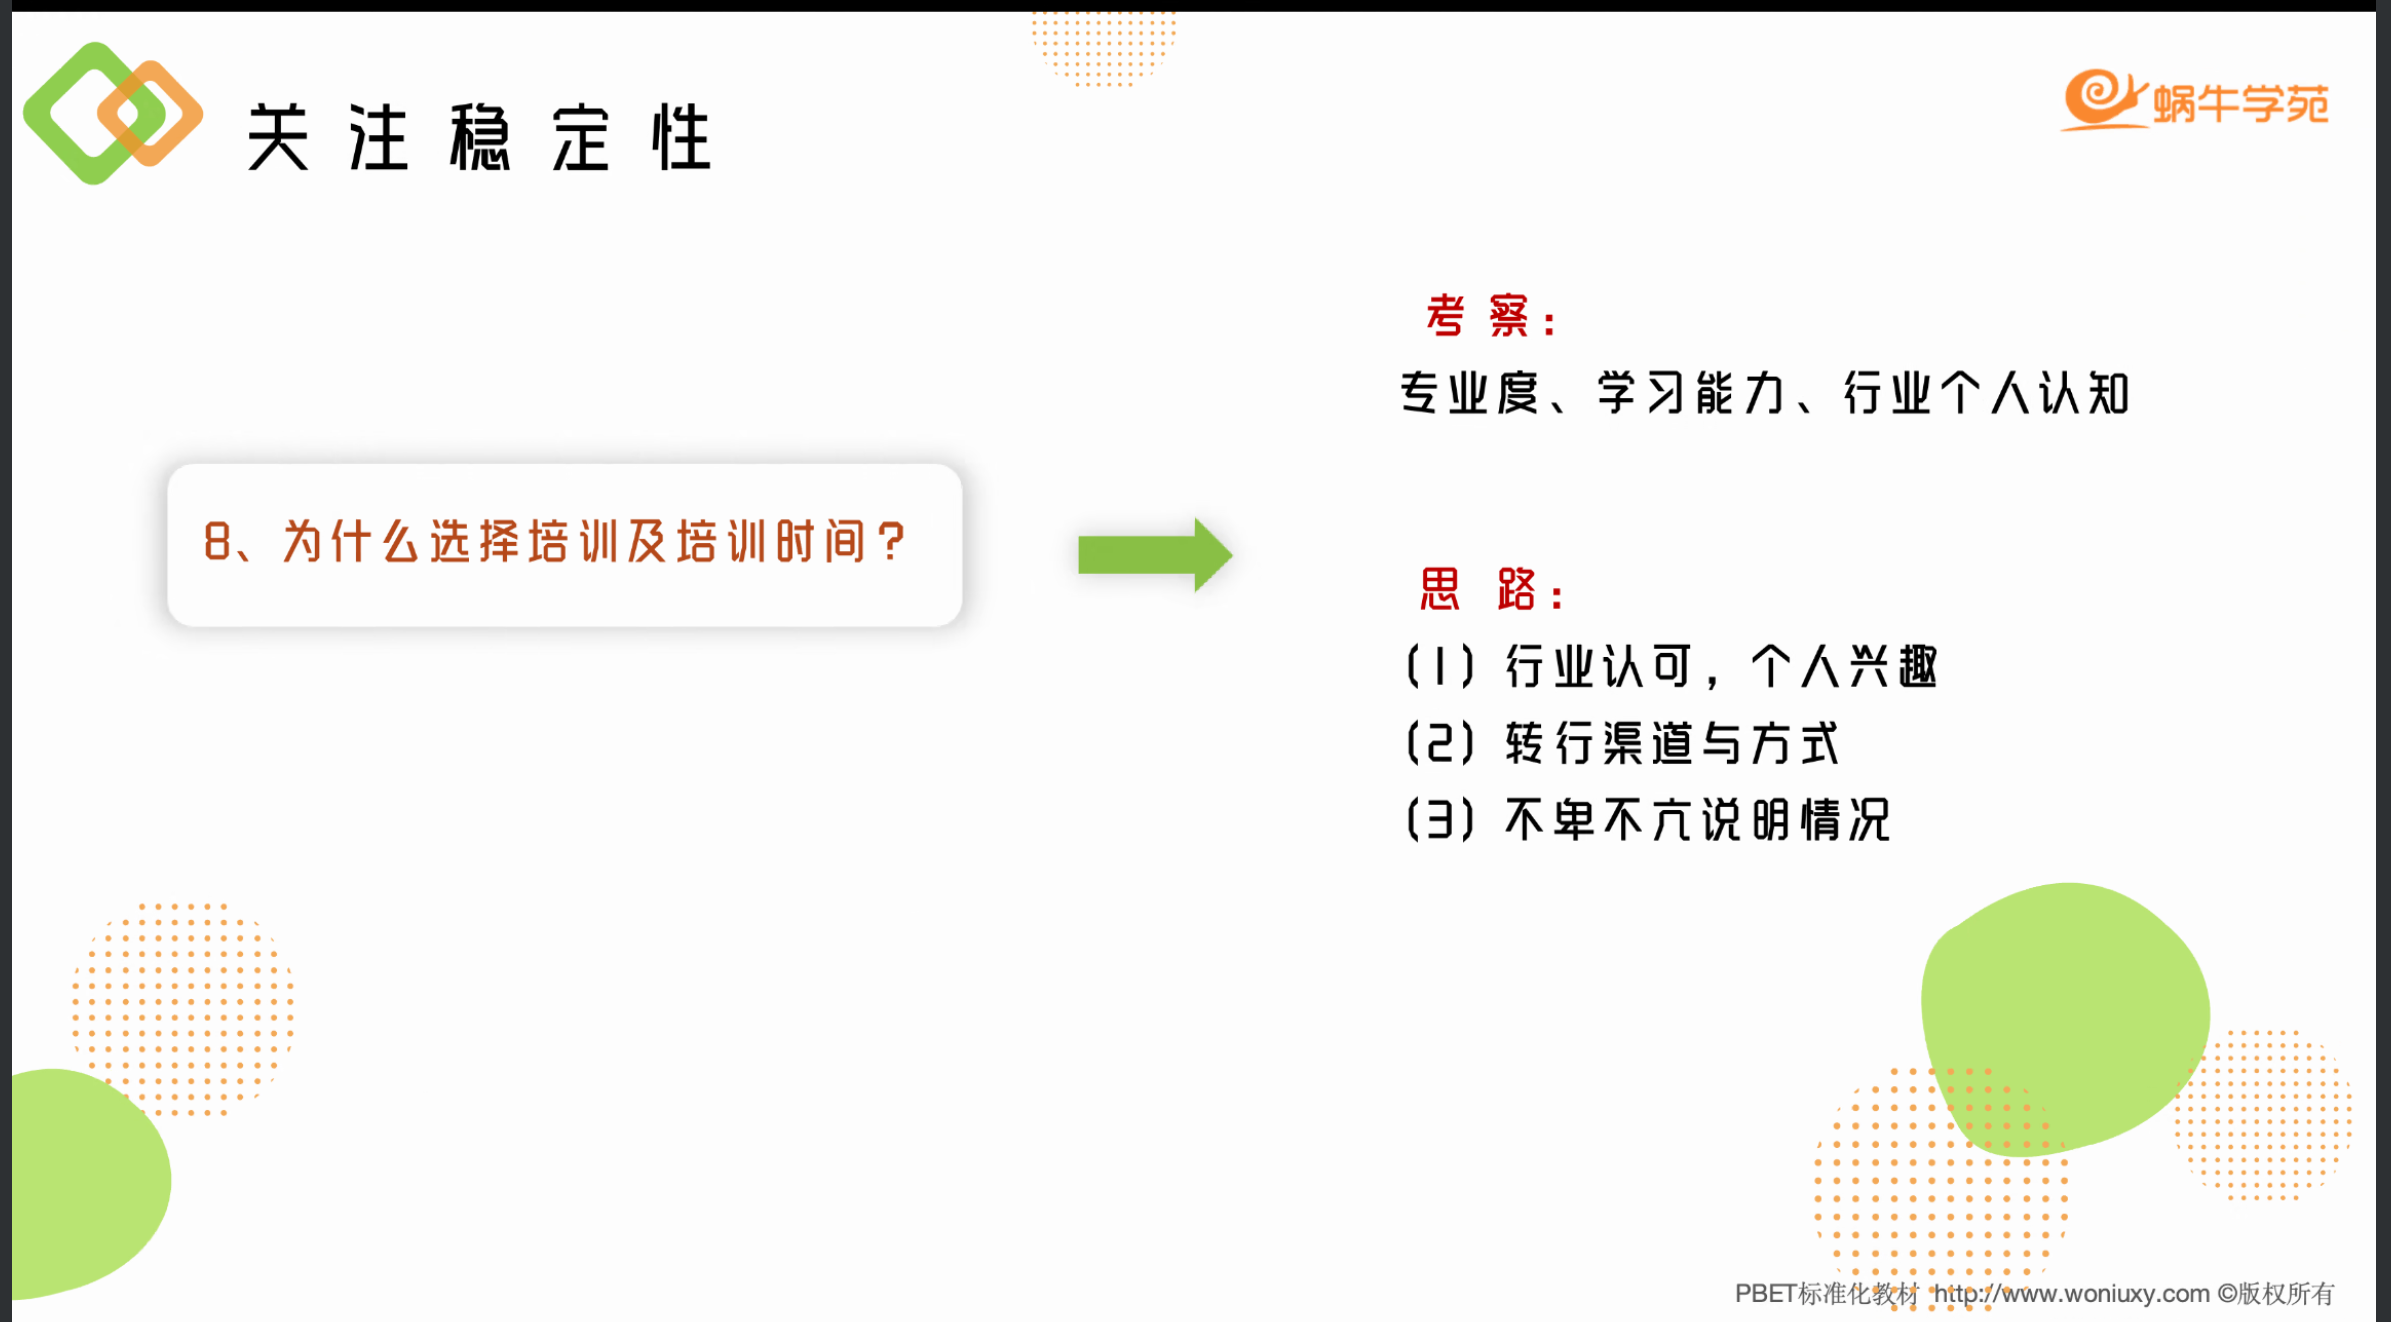 关注稳定性
蜗牛学苑
8、为什么选择培训及培训时间？
考察：
专业度、学习能力、行业个人认知
思路：
（1）行业认可，个人兴趣
（2）转行渠道与方式
（3）不卑不亢说明情况
PBET标准化教材 http://www.woniuxy.com ©版权所有